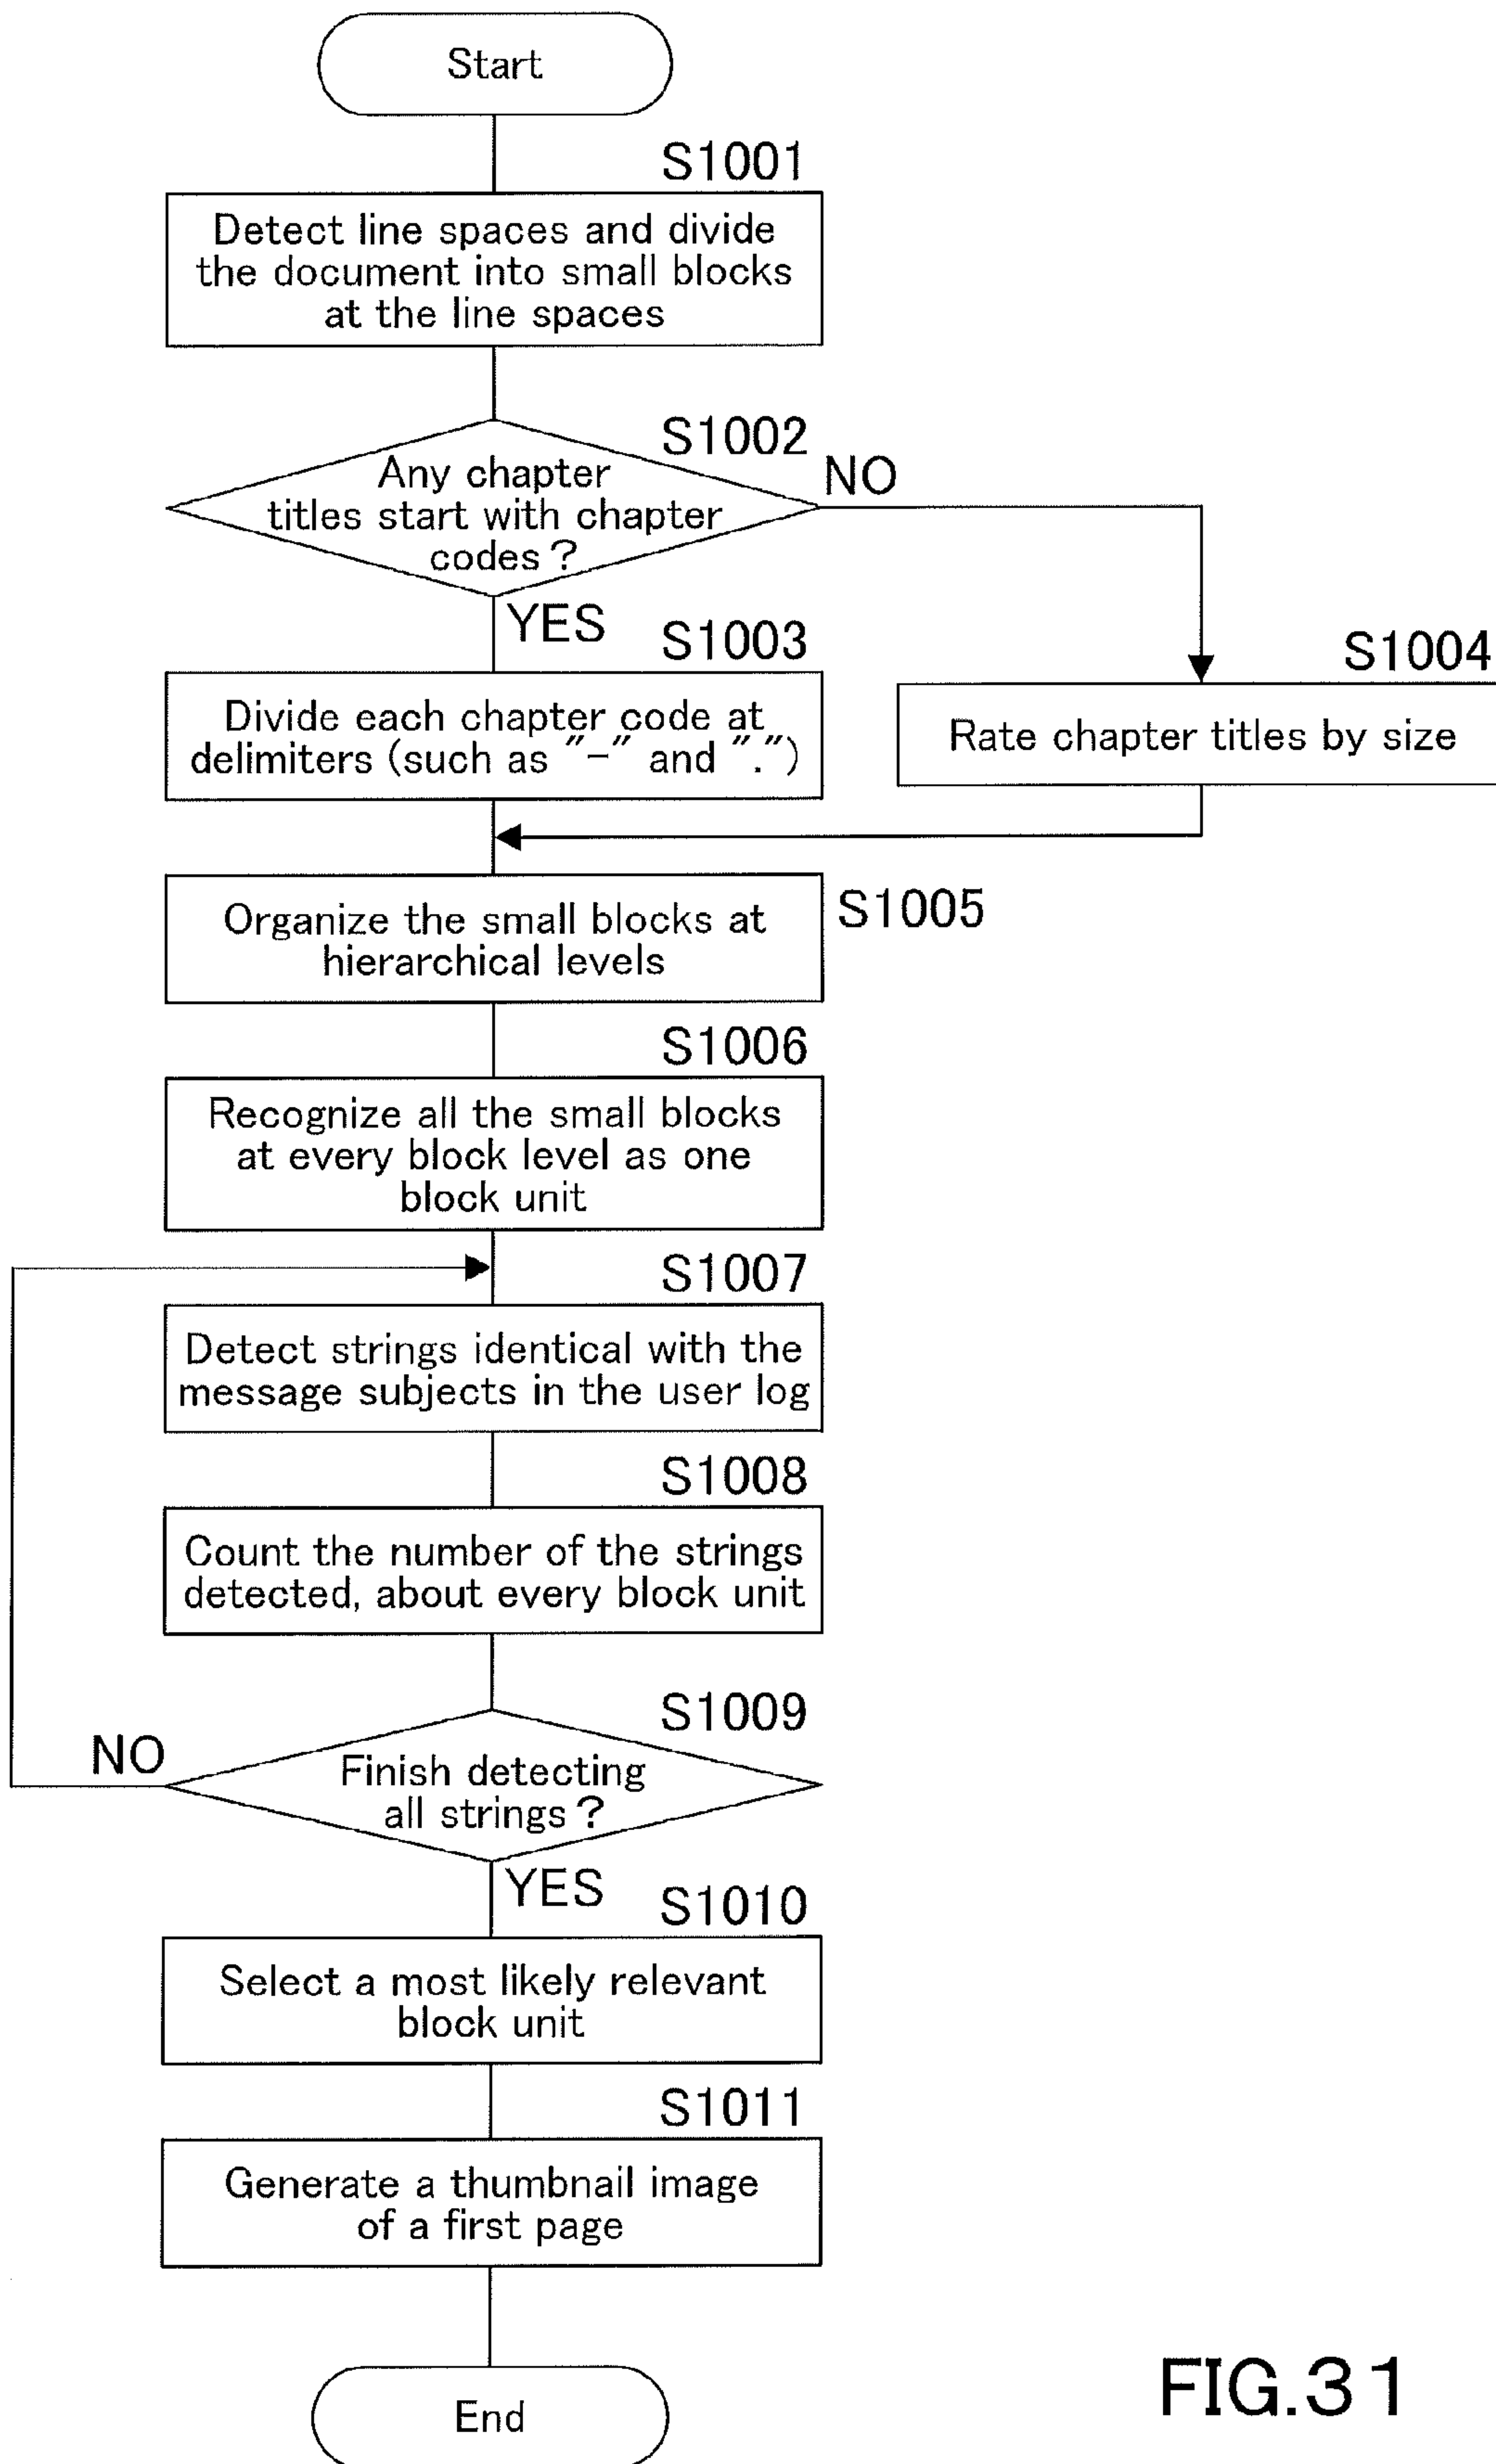 Start
S1001
Detect line spaces and divide
the document into small blocks
at the line spaces
S1002
Any chapter
titles start with chapter
codes?
NO
YES
S1003
Divide each chapter code at
delimiters (such as "-" and ".")
S1004
Rate chapter titles by size
Organize the small blocks at
hierarchical levels
S1005
S1006
Recognize all the small blocks
at every block level as one
block unit
S1007
Detect strings identical with the
message subjects in the user log
S1008
Count the number of the strings
detected, about every block unit
S1009
NO
Finish detecting
all strings?
YES
S1010
Select a most likely relevant
block unit
S1011
Generate a thumbnail image
of a first page
End
FIG.31